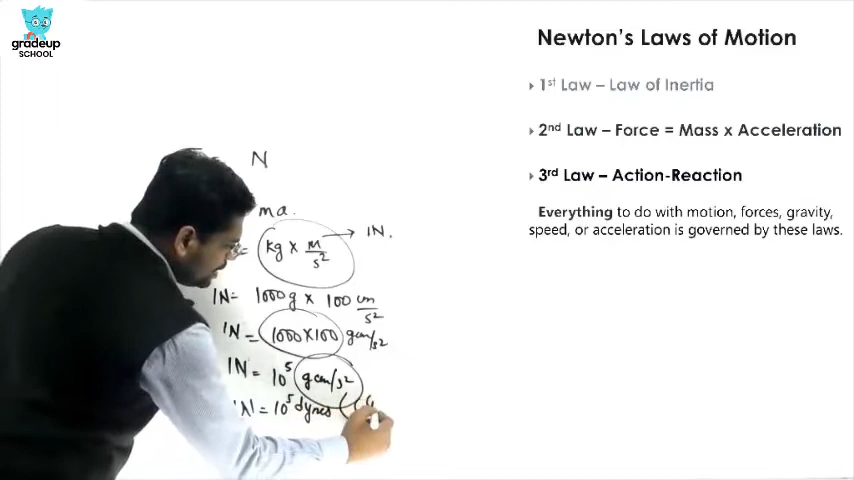 gradeup
SCHOOL
Newton's Laws of Motion
1st Law – Law of Inertia
2nd Law – Force = Mass x Acceleration
3rd Law – Action-Reaction
Everything to do with motion, forces, gravity,
speed, or acceleration is governed by these laws.
N
ma.
= kg × m/s² → 1N.
1N = 1000g × 100 cm/s²
1N = 1000×100 gcm/s²
1N = 10⁵ gcm/s²
1N = 10⁵ dynes